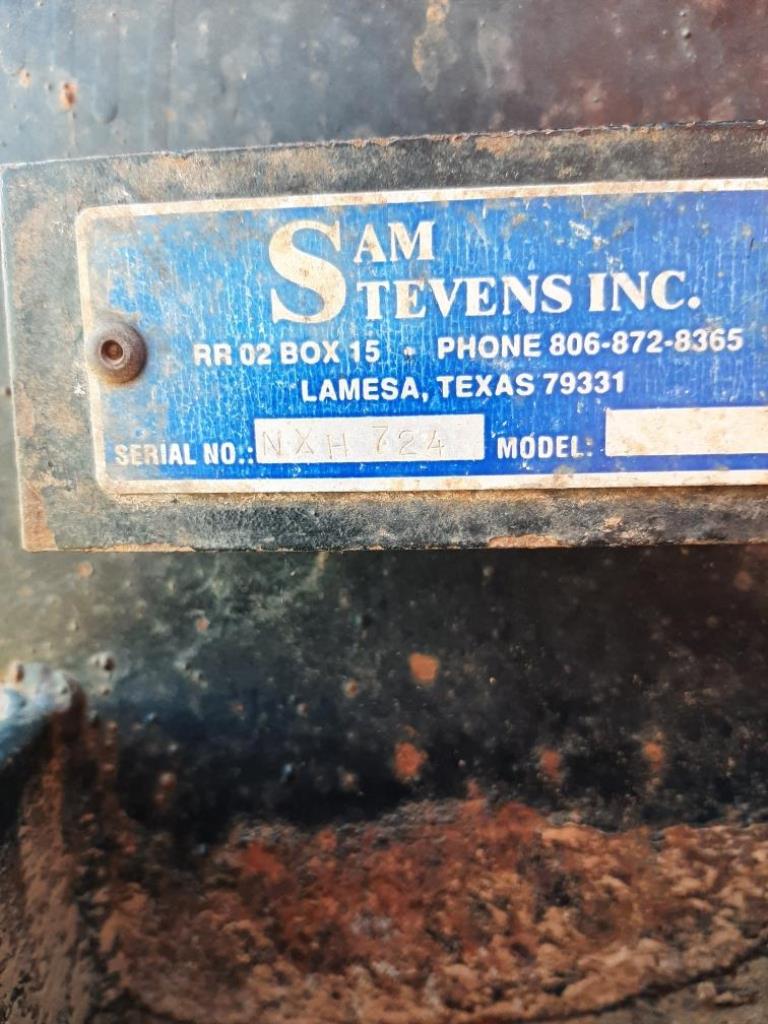 SAM
STEVENS INC.
RR 02 BOX 15 • PHONE 806-872-8365
LAMESA, TEXAS 79331
SERIAL NO.: NXH 724 MODEL: